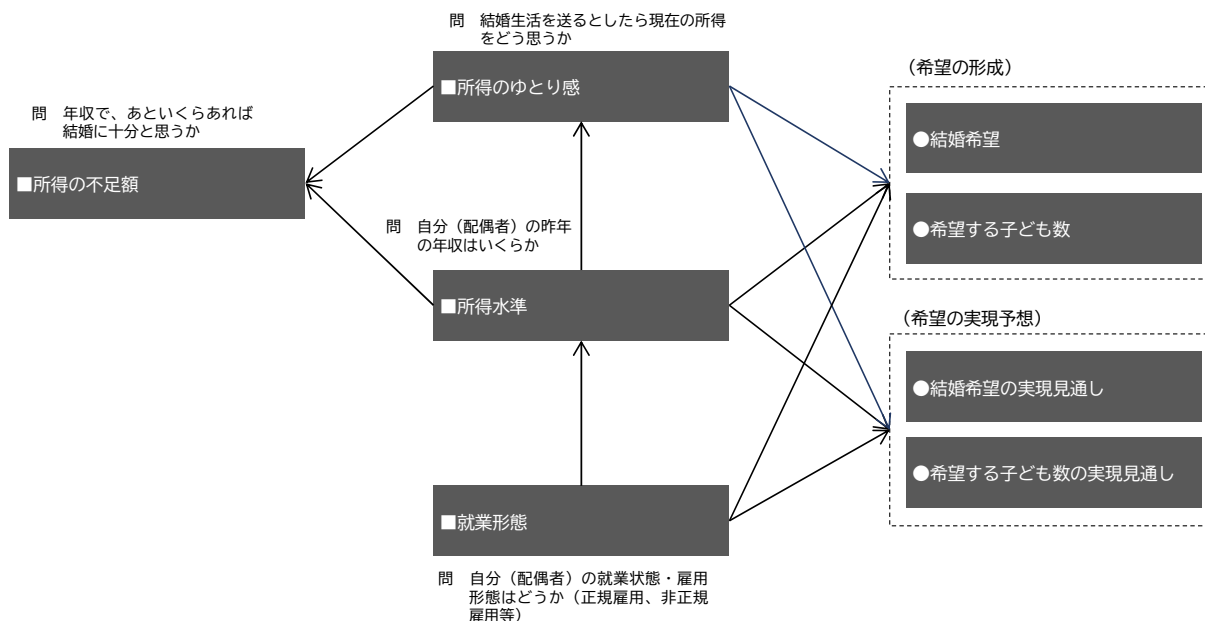 問 結婚生活を送るとしたら現在の所得
をどう思うか
■所得のゆとり感
問 年収で、あといくらあれば
結婚に十分と思うか
■所得の不足額
問 自分（配偶者）の昨年
の年収はいくらか
■所得水準
■就業形態
問 自分（配偶者）の就業状態・雇用
形態はどうか（正規雇用、非正規
雇用等）
（希望の形成）
●結婚希望
●希望する子ども数
（希望の実現予想）
●結婚希望の実現見通し
●希望する子ども数の実現見通し